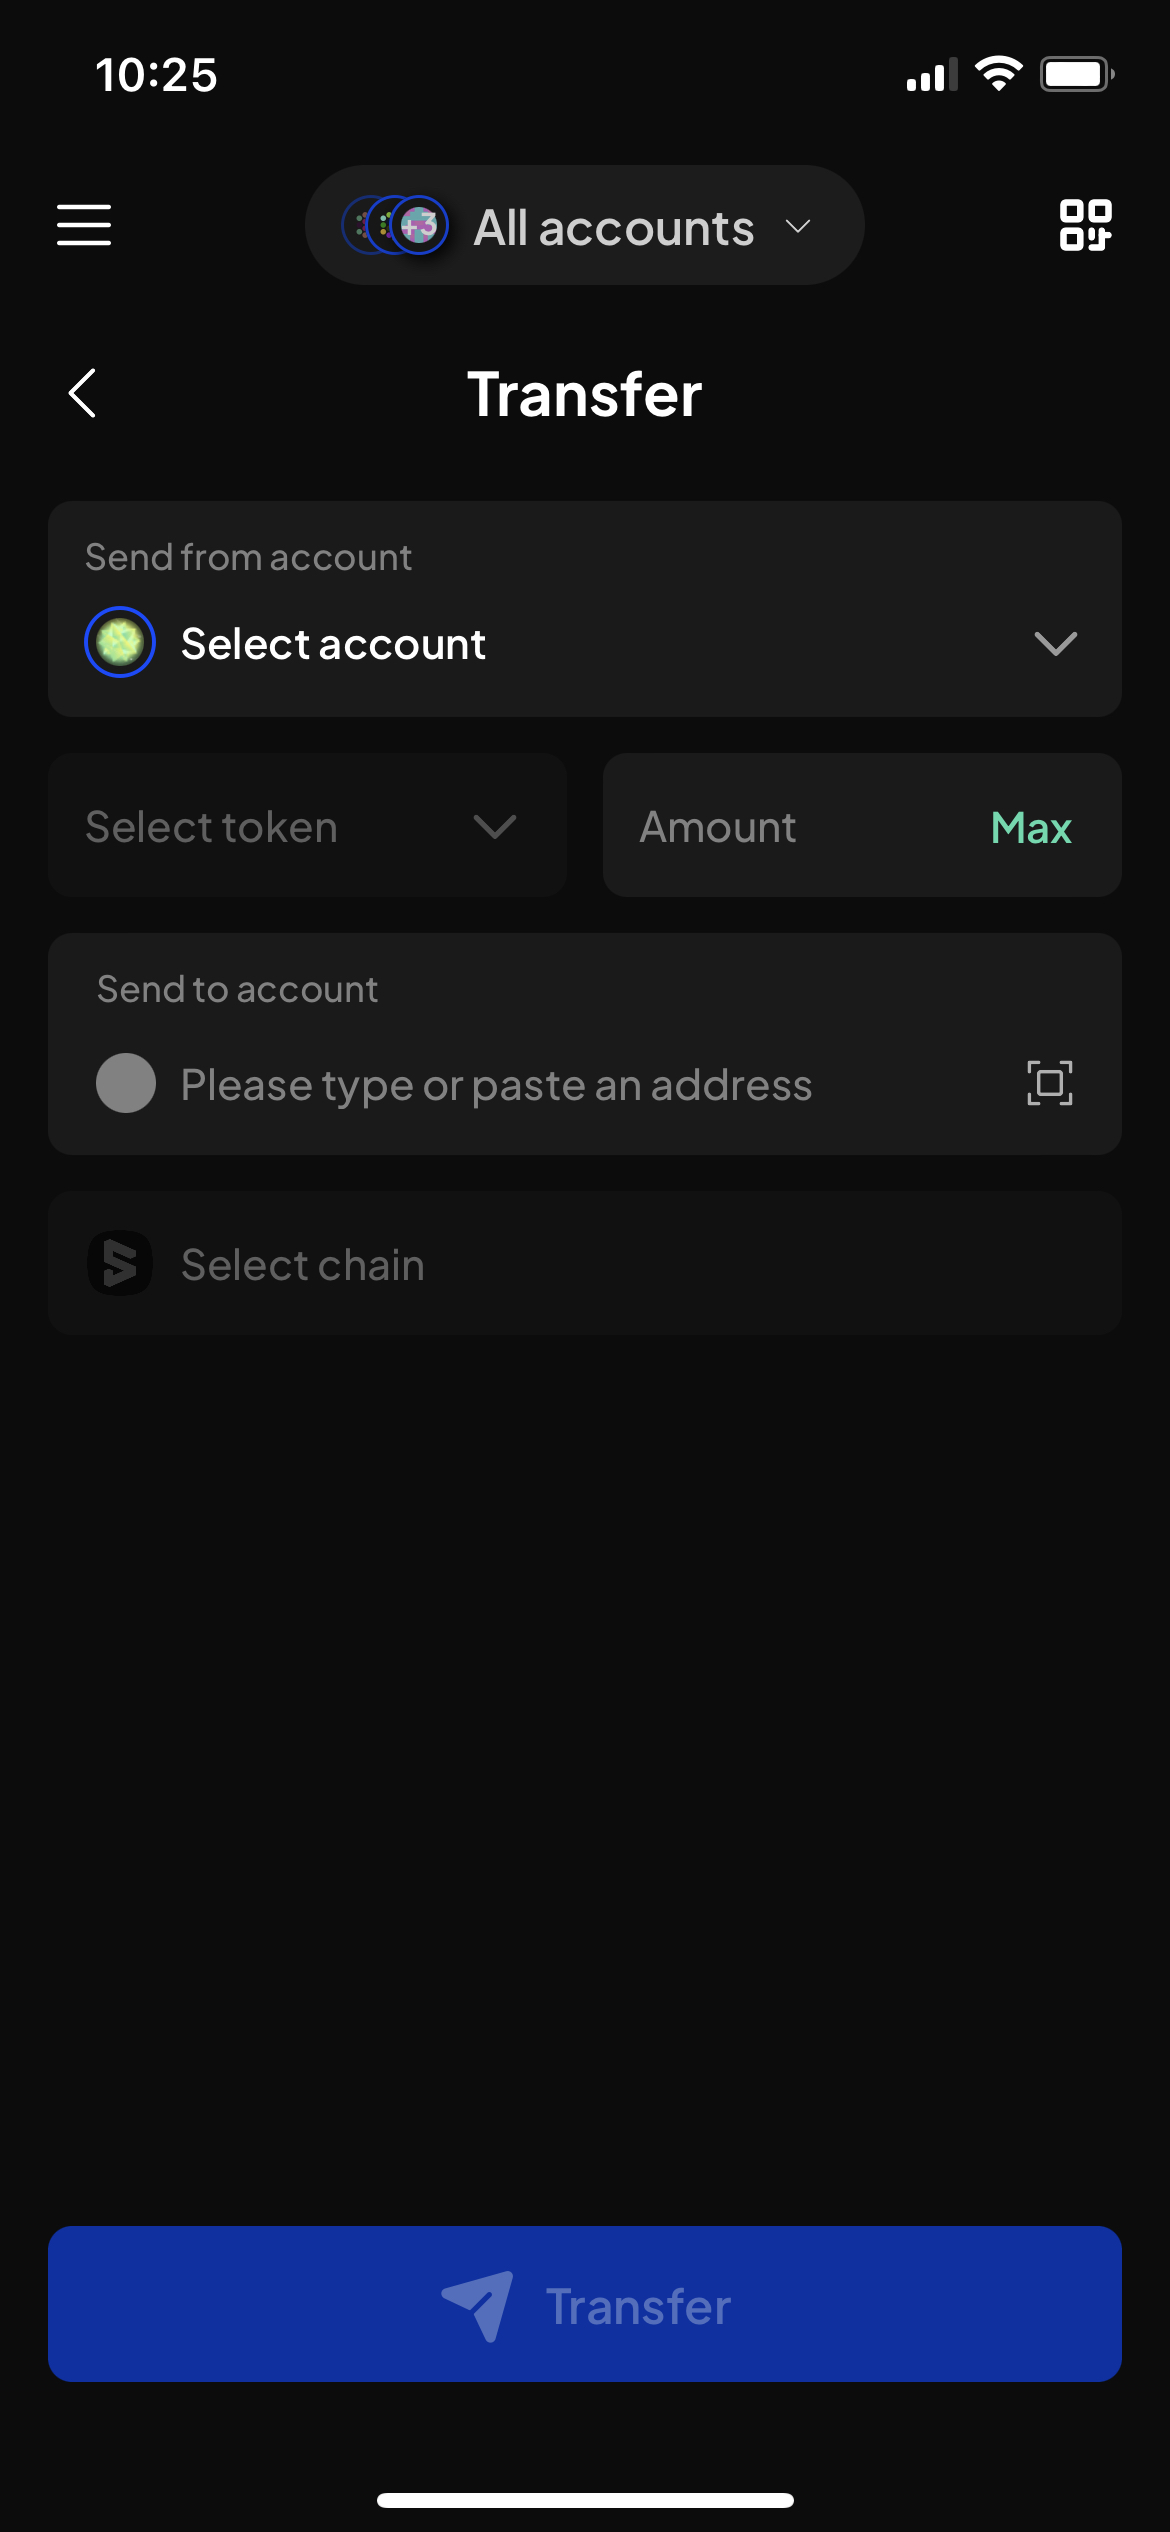 10:25
+3 All accounts
Transfer
Send from account
Select account
Select token
Amount Max
Send to account
Please type or paste an address
Select chain
Transfer